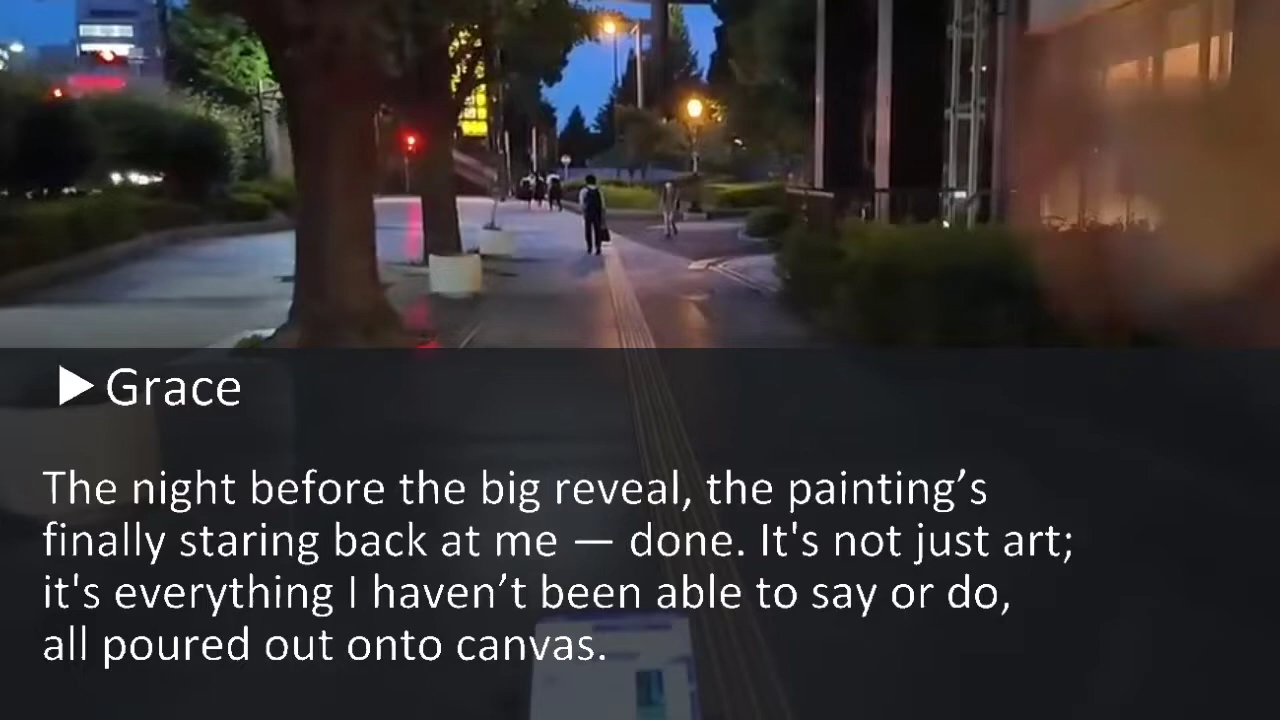 ▶Grace
The night before the big reveal, the painting’s
finally staring back at me — done. It's not just art;
it's everything I haven’t been able to say or do,
all poured out onto canvas.